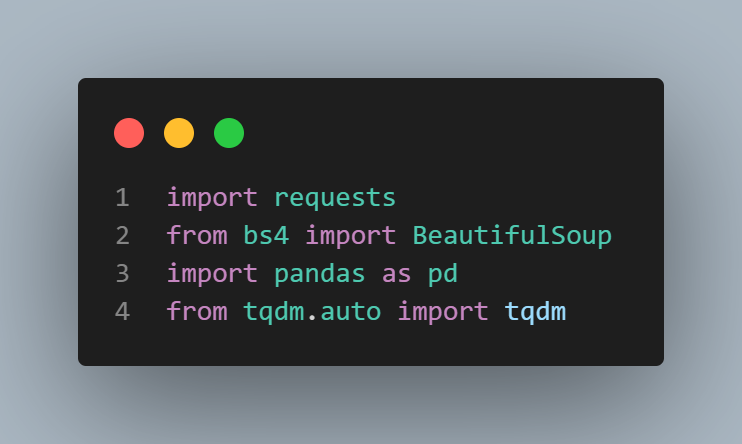 1 import requests
2 from bs4 import BeautifulSoup
3 import pandas as pd
4 from tqdm.auto import tqdm